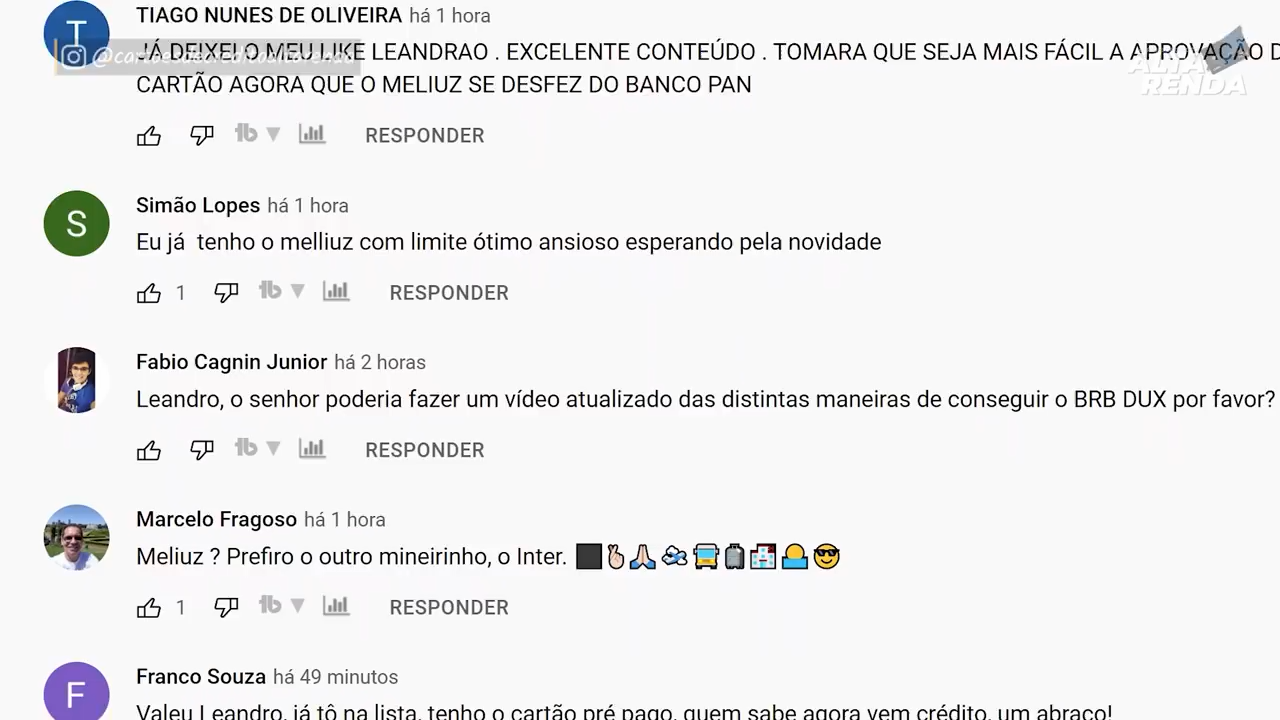 T
TIAGO NUNES DE OLIVEIRA há 1 hora
@cartoesdecreditoaltarenda
JÁ DEIXEI O MEU LIKE LEANDRAO . EXCELENTE CONTEÚDO . TOMARA QUE SEJA MAIS FÁCIL A APROVAÇÃO D
ALTA
RENDA
CARTÃO AGORA QUE O MELIUZ SE DESFEZ DO BANCO PAN
RESPONDER
S
Simão Lopes há 1 hora
Eu já tenho o melliuz com limite ótimo ansioso esperando pela novidade
1 RESPONDER
Fabio Cagnin Junior há 2 horas
Leandro, o senhor poderia fazer um vídeo atualizado das distintas maneiras de conseguir o BRB DUX por favor?
RESPONDER
Marcelo Fragoso há 1 hora
Meliuz ? Prefiro o outro mineirinho, o Inter.
1 RESPONDER
F
Franco Souza há 49 minutos
Valeu Leandro, já tô na lista, tenho o cartão pré pago, quem sabe agora vem crédito, um abraço!